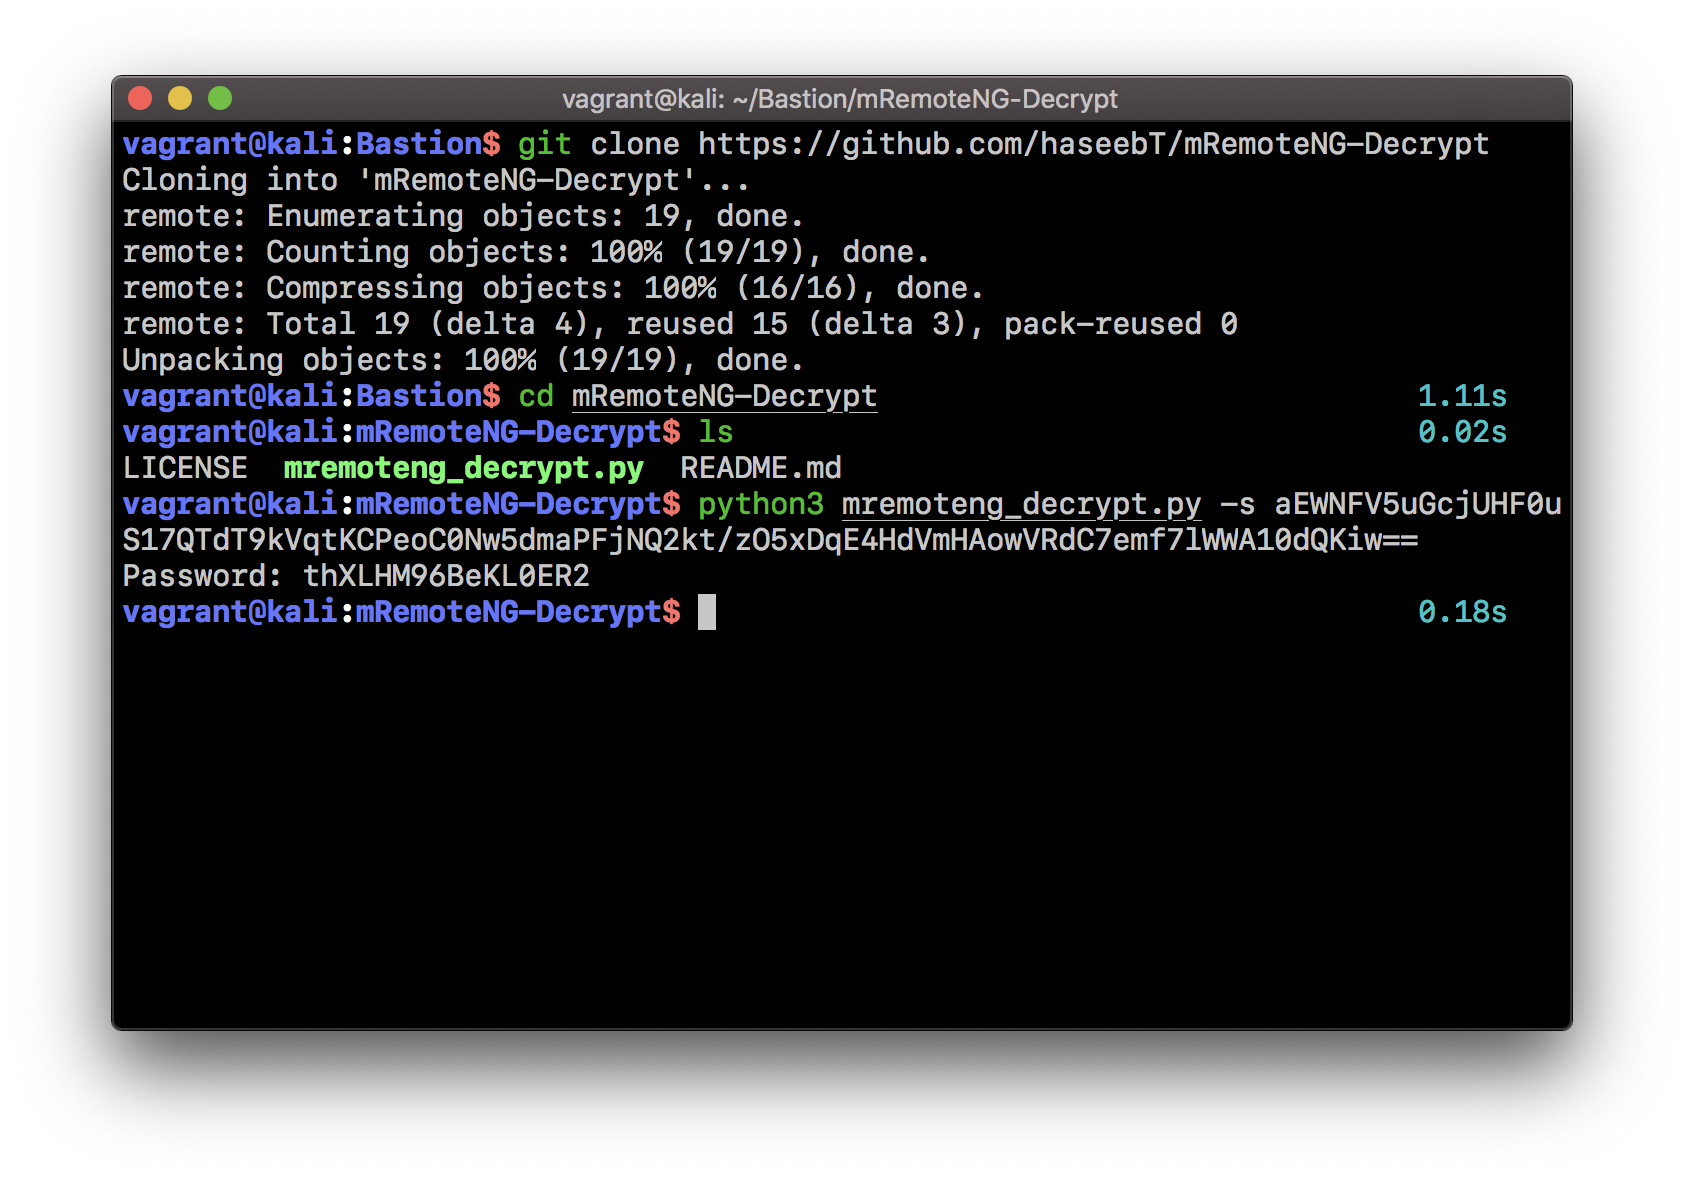 vagrant@kali: ~/Bastion/mRemoteNG-Decrypt
vagrant@kali:Bastion$ git clone https://github.com/haseebT/mRemoteNG-Decrypt
Cloning into 'mRemoteNG-Decrypt'...
remote: Enumerating objects: 19, done.
remote: Counting objects: 100% (19/19), done.
remote: Compressing objects: 100% (16/16), done.
remote: Total 19 (delta 4), reused 15 (delta 3), pack-reused 0
Unpacking objects: 100% (19/19), done.
vagrant@kali:Bastion$ cd mRemoteNG-Decrypt 1.11s
vagrant@kali:mRemoteNG-Decrypt$ ls 0.02s
LICENSE mremoteng_decrypt.py README.md
vagrant@kali:mRemoteNG-Decrypt$ python3 mremoteng_decrypt.py -s aEWNFV5uGcjUHF0u
S17QTdT9kVqtKCPeoC0Nw5dmaPFjNQ2kt/zO5xDqE4HdVmHAowVRdC7emf7lWWA10dQKiw==
Password: thXLHM96BeKL0ER2
vagrant@kali:mRemoteNG-Decrypt$ 0.18s